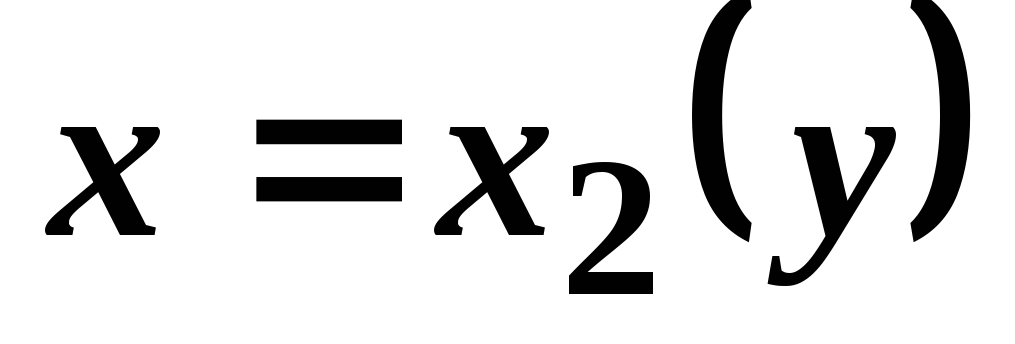 x = x₂(y)